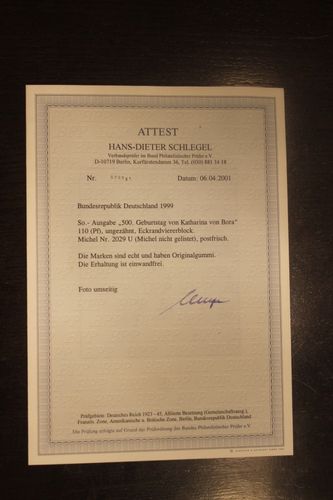 ATTEST
HANS-DIETER SCHLEGEL
Verbandsprüfer im Bund Philatelistischer Prüfer e.V.
D-10719 Berlin, Kurfürstendamm 36, Tel. (030) 881 34 18
Nr.
Datum: 06.04.2001
Bundesrepublik Deutschland 1999
So.- Ausgabe „500. Geburtstag von Katharina von Bora"
110 (Pf), ungezähnt, Eckrandviererblock.
Michel Nr. 2029 U (Michel nicht gelistet), postfrisch.
Die Marken sind echt und haben Originalgummi.
Die Erhaltung ist einwandfrei.
Foto umseitig
Prüfgebiete: Deutsches Reich 1923 - 45, Alliierte Besetzung (Gemeinschaftsausg.),
Französ. Zone, Amerikanische u. Britische Zone, Berlin, Bundesrepublik Deutschland
Die Prüfung erfolgte auf Grund der Prüfordnung des Bundes Philatelistischer Prüfer e.V.